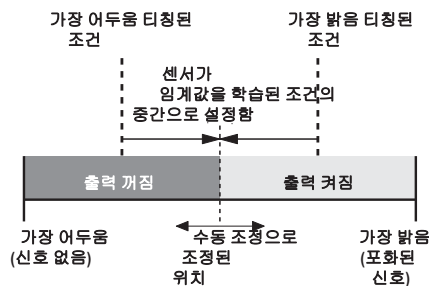 가장 어두움 티칭된
조건
가장 밝음 티칭된
조건
센서가
임계값을 학습된 조건의
중간으로 설정함
출력 꺼짐
출력 켜짐
가장 어두움
(신호 없음)
수동 조정으로
조정된
위치
가장 밝음
(포화된
신호)